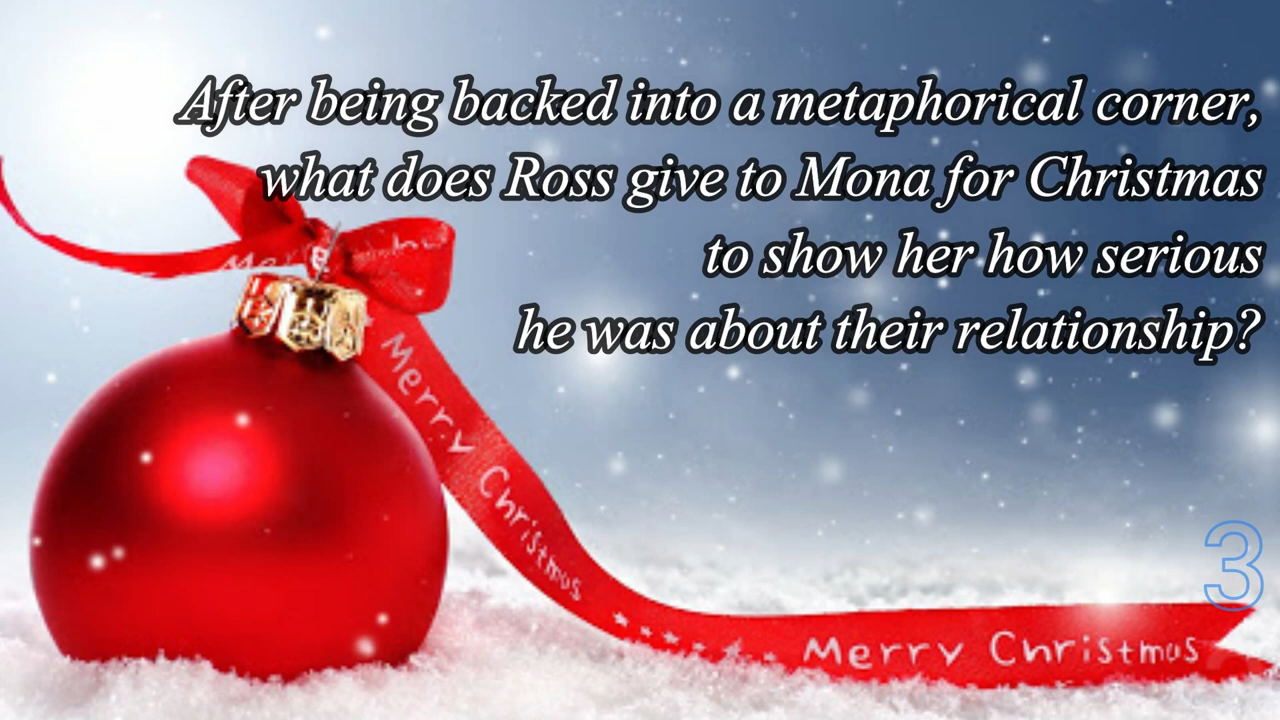 After being backed into a metaphorical corner,
what does Ross give to Mona for Christmas
to show her how serious
he was about their relationship?
Merry
Merry Christmas
Merry Christmas
3